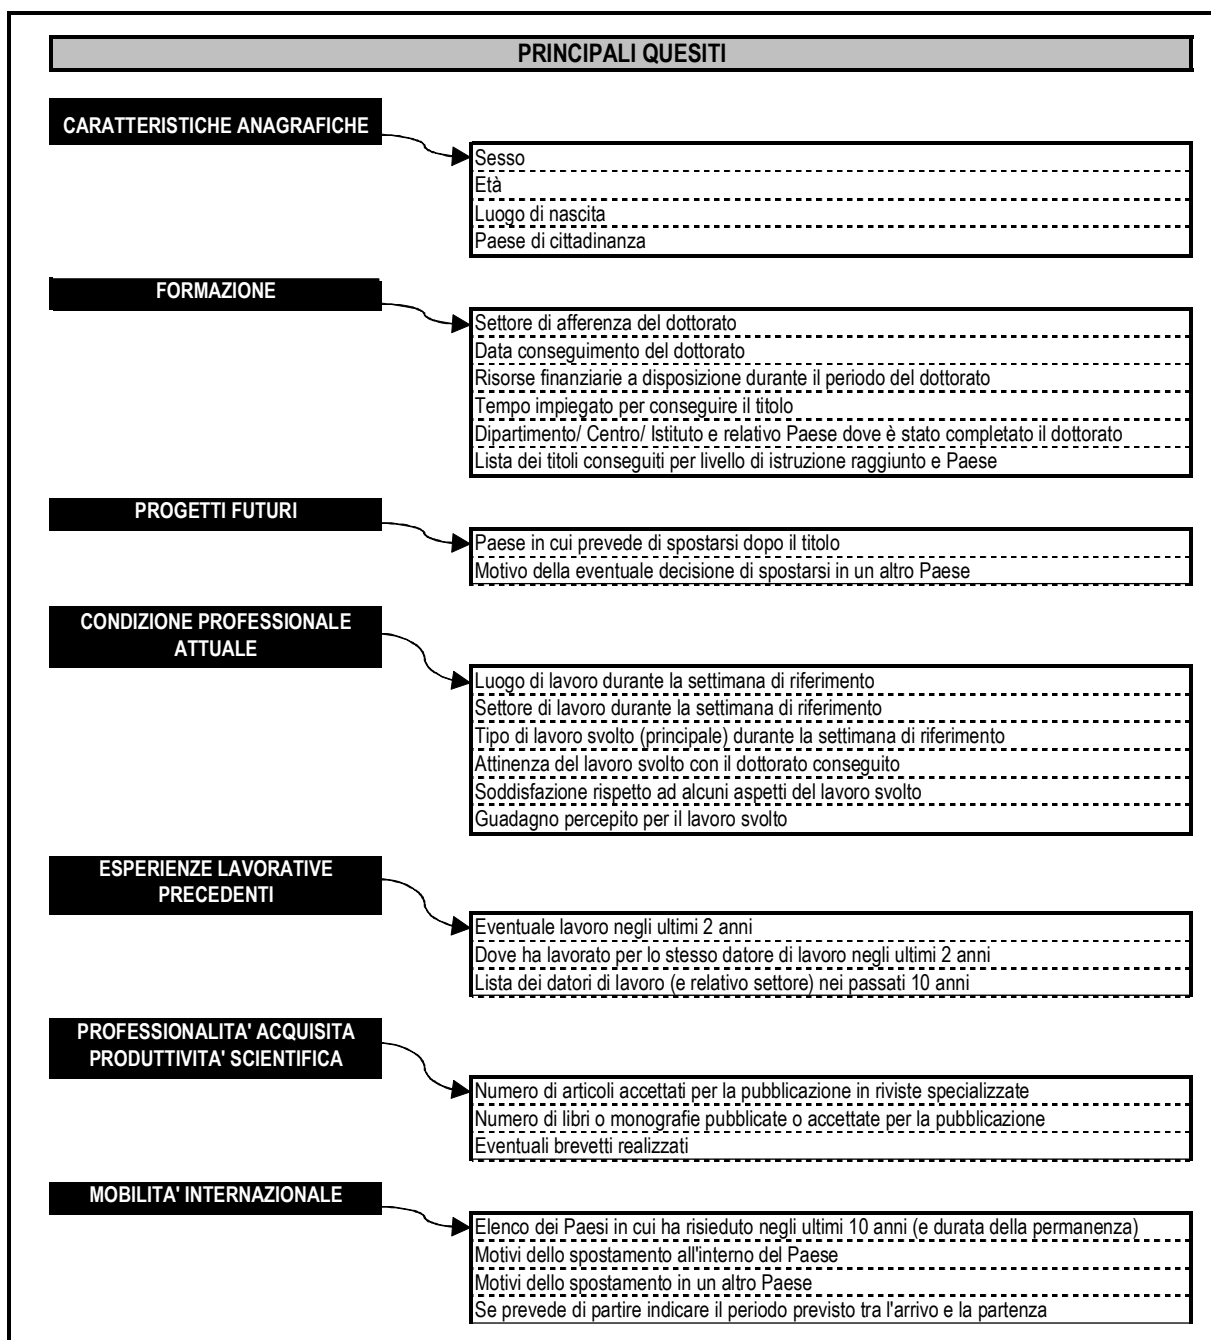 PRINCIPALI QUESITI
CARATTERISTICHE ANAGRAFICHE
Sesso
Età
Luogo di nascita
Paese di cittadinanza
FORMAZIONE
Settore di afferenza del dottorato
Data conseguimento del dottorato
Risorse finanziarie a disposizione durante il periodo del dottorato
Tempo impiegato per conseguire il titolo
Dipartimento/ Centro/ Istituto e relativo Paese dove è stato completato il dottorato
Lista dei titoli conseguiti per livello di istruzione raggiunto e Paese
PROGETTI FUTURI
Paese in cui prevede di spostarsi dopo il titolo
Motivo della eventuale decisione di spostarsi in un altro Paese
CONDIZIONE PROFESSIONALE
ATTUALE
Luogo di lavoro durante la settimana di riferimento
Settore di lavoro durante la settimana di riferimento
Tipo di lavoro svolto (principale) durante la settimana di riferimento
Attinenza del lavoro svolto con il dottorato conseguito
Soddisfazione rispetto ad alcuni aspetti del lavoro svolto
Guadagno percepito per il lavoro svolto
ESPERIENZE LAVORATIVE
PRECEDENTI
Eventuale lavoro negli ultimi 2 anni
Dove ha lavorato per lo stesso datore di lavoro negli ultimi 2 anni
Lista dei datori di lavoro (e relativo settore) nei passati 10 anni
PROFESSIONALITA' ACQUISITA
PRODUTTIVITA' SCIENTIFICA
Numero di articoli accettati per la pubblicazione in riviste specializzate
Numero di libri o monografie pubblicate o accettate per la pubblicazione
Eventuali brevetti realizzati
MOBILITA' INTERNAZIONALE
Elenco dei Paesi in cui ha risieduto negli ultimi 10 anni (e durata della permanenza)
Motivi dello spostamento all'interno del Paese
Motivi dello spostamento in un altro Paese
Se prevede di partire indicare il periodo previsto tra l'arrivo e la partenza